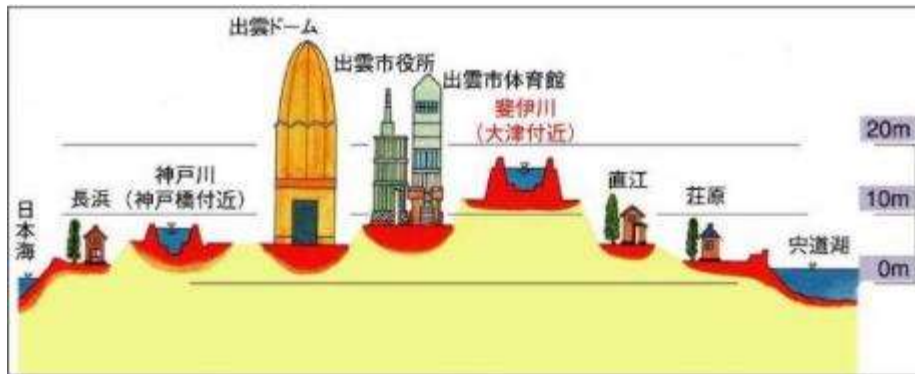 出雲ドーム
出雲市役所
出雲市体育館
斐伊川
(大津付近)
20m
神戸川
(神戸橋付近)
長浜
直江
荘原
10m
日本海
宍道湖
0m